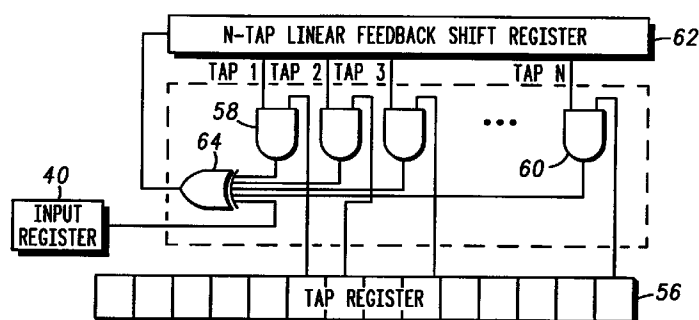 N-TAP LINEAR FEEDBACK SHIFT REGISTER
62
TAP 1 TAP 2 TAP 3 TAP N
58
64
60
40
INPUT
REGISTER
TAP REGISTER
56